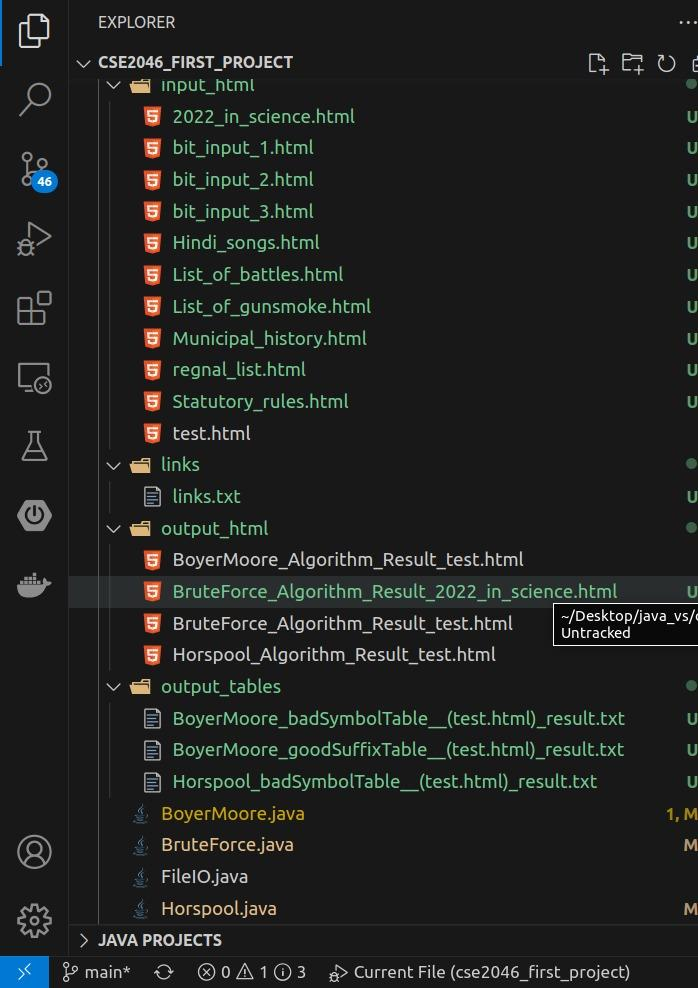 EXPLORER
CSE2046_FIRST_PROJECT
input_html
2022_in_science.html U
bit_input_1.html U
46
bit_input_2.html U
bit_input_3.html U
Hindi_songs.html U
List_of_battles.html U
List_of_gunsmoke.html U
Municipal_history.html U
regnal_list.html U
Statutory_rules.html U
test.html
links
links.txt U
output_html
BoyerMoore_Algorithm_Result_test.html
BruteForce_Algorithm_Result_2022_in_science.html U
~/Desktop/java_vs/
Untracked
BruteForce_Algorithm_Result_test.html
Horspool_Algorithm_Result_test.html
output_tables
BoyerMoore_badSymbolTable__(test.html)_result.txt U
BoyerMoore_goodSuffixTable__(test.html)_result.txt U
Horspool_badSymbolTable__(test.html)_result.txt U
BoyerMoore.java 1, M
BruteForce.java M
FileIO.java
Horspool.java M
JAVA PROJECTS
main* 0 1 3 Current File (cse2046_first_project)